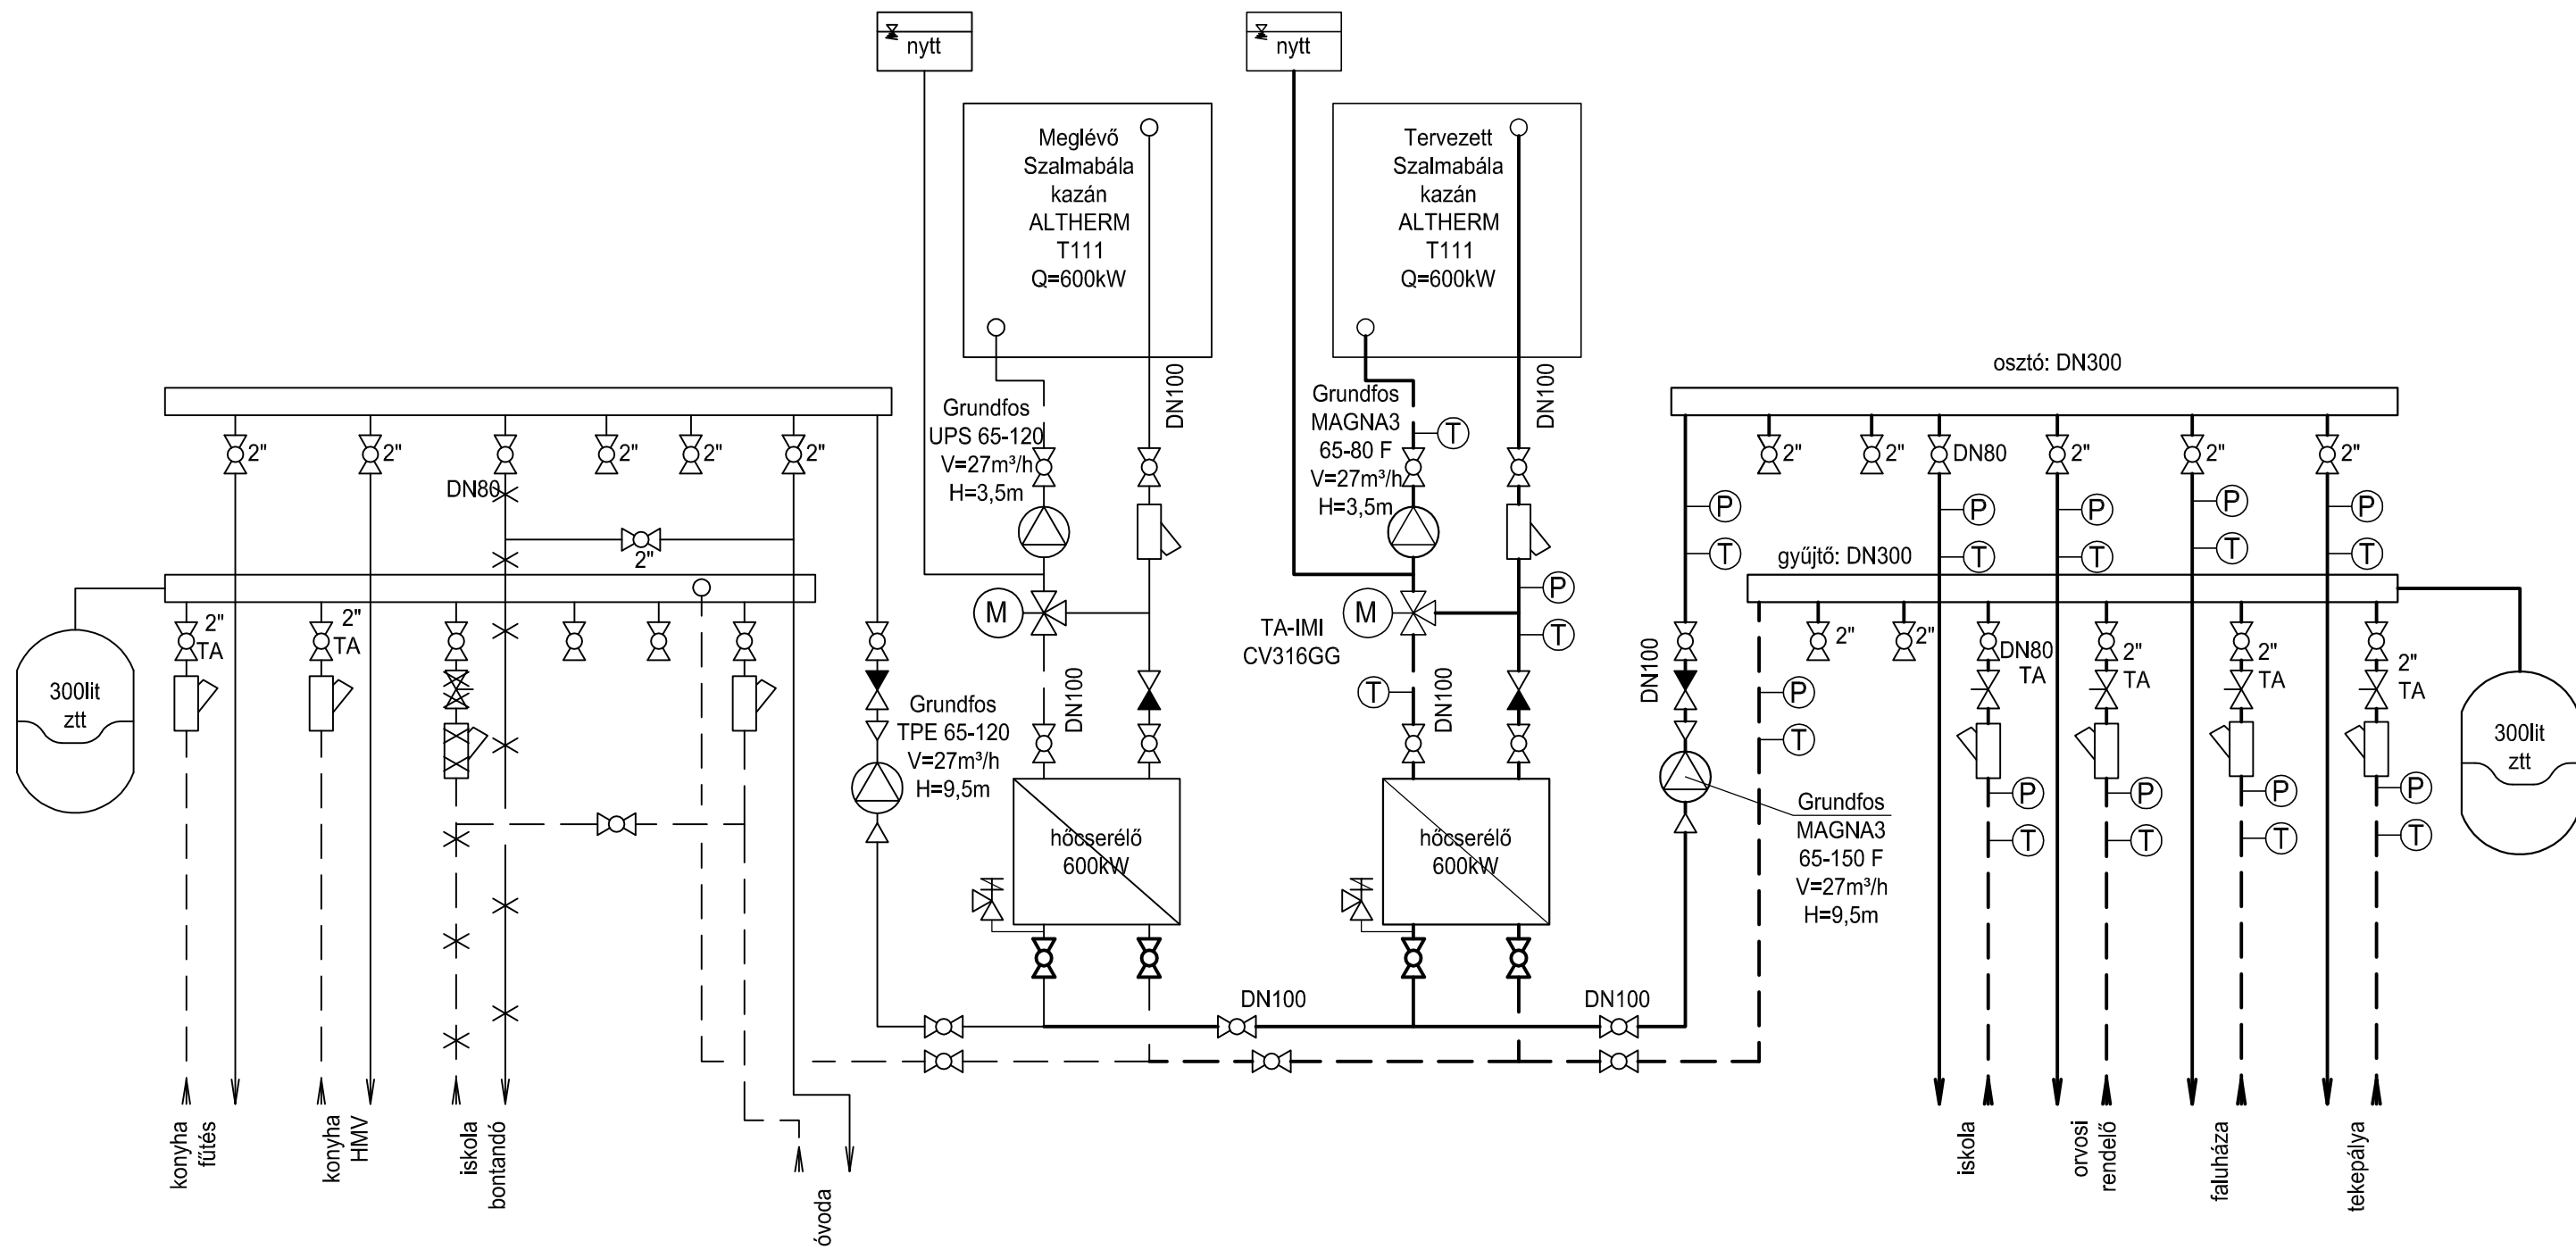 nytt
nytt
Meglévő
Szalmabála
kazán
ALTHERM
T111
Q=600kW
Tervezett
Szalmabála
kazán
ALTHERM
T111
Q=600kW
DN100
DN100
osztó: DN300
Grundfos
UPS 65-120
V=27m³/h
H=3,5m
Grundfos
MAGNA3
65-80 F
V=27m³/h
H=3,5m
T
2"
2"
DN80
2"
2"
2"
2"
2"
2"
DN80
2"
2"
2"
P
T
P
T
P
T
P
T
P
T
gyűjtő: DN300
2"
M
M
P
T
TA-IMI
CV316GG
T
2"
TA
2"
TA
300lit
ztt
Grundfos
TPE 65-120
V=27m³/h
H=9,5m
DN100
DN100
DN100
P
T
2"
2"
DN80
TA
2"
TA
2"
TA
2"
TA
300lit
ztt
P
T
P
T
P
T
P
T
hőcserélő
600kW
hőcserélő
600kW
Grundfos
MAGNA3
65-150 F
V=27m³/h
H=9,5m
DN100
DN100
konyha
fűtés
konyha
HMV
iskola
bontandó
óvoda
iskola
orvosi
rendelő
faluháza
tekepálya